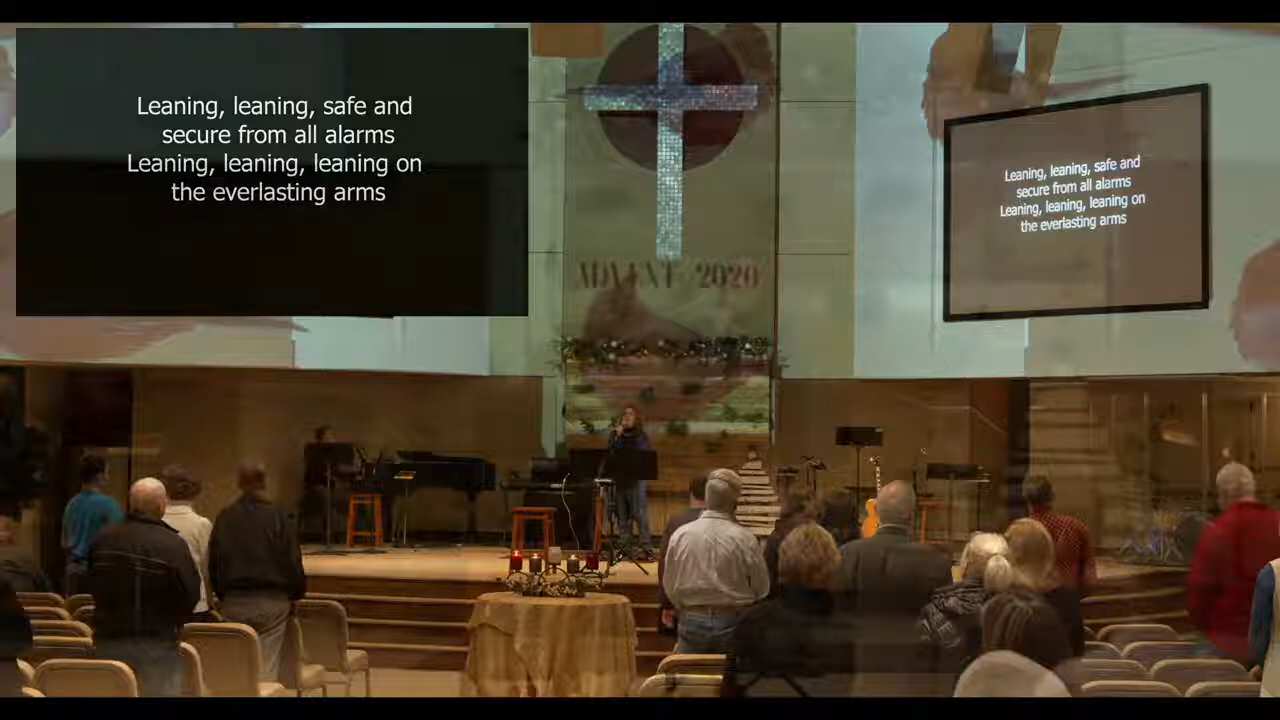 Leaning, leaning, safe and
secure from all alarms
Leaning, leaning, leaning on
the everlasting arms
ADVENT 2020
Leaning, leaning, safe and
secure from all alarms
Leaning, leaning, leaning on
the everlasting arms